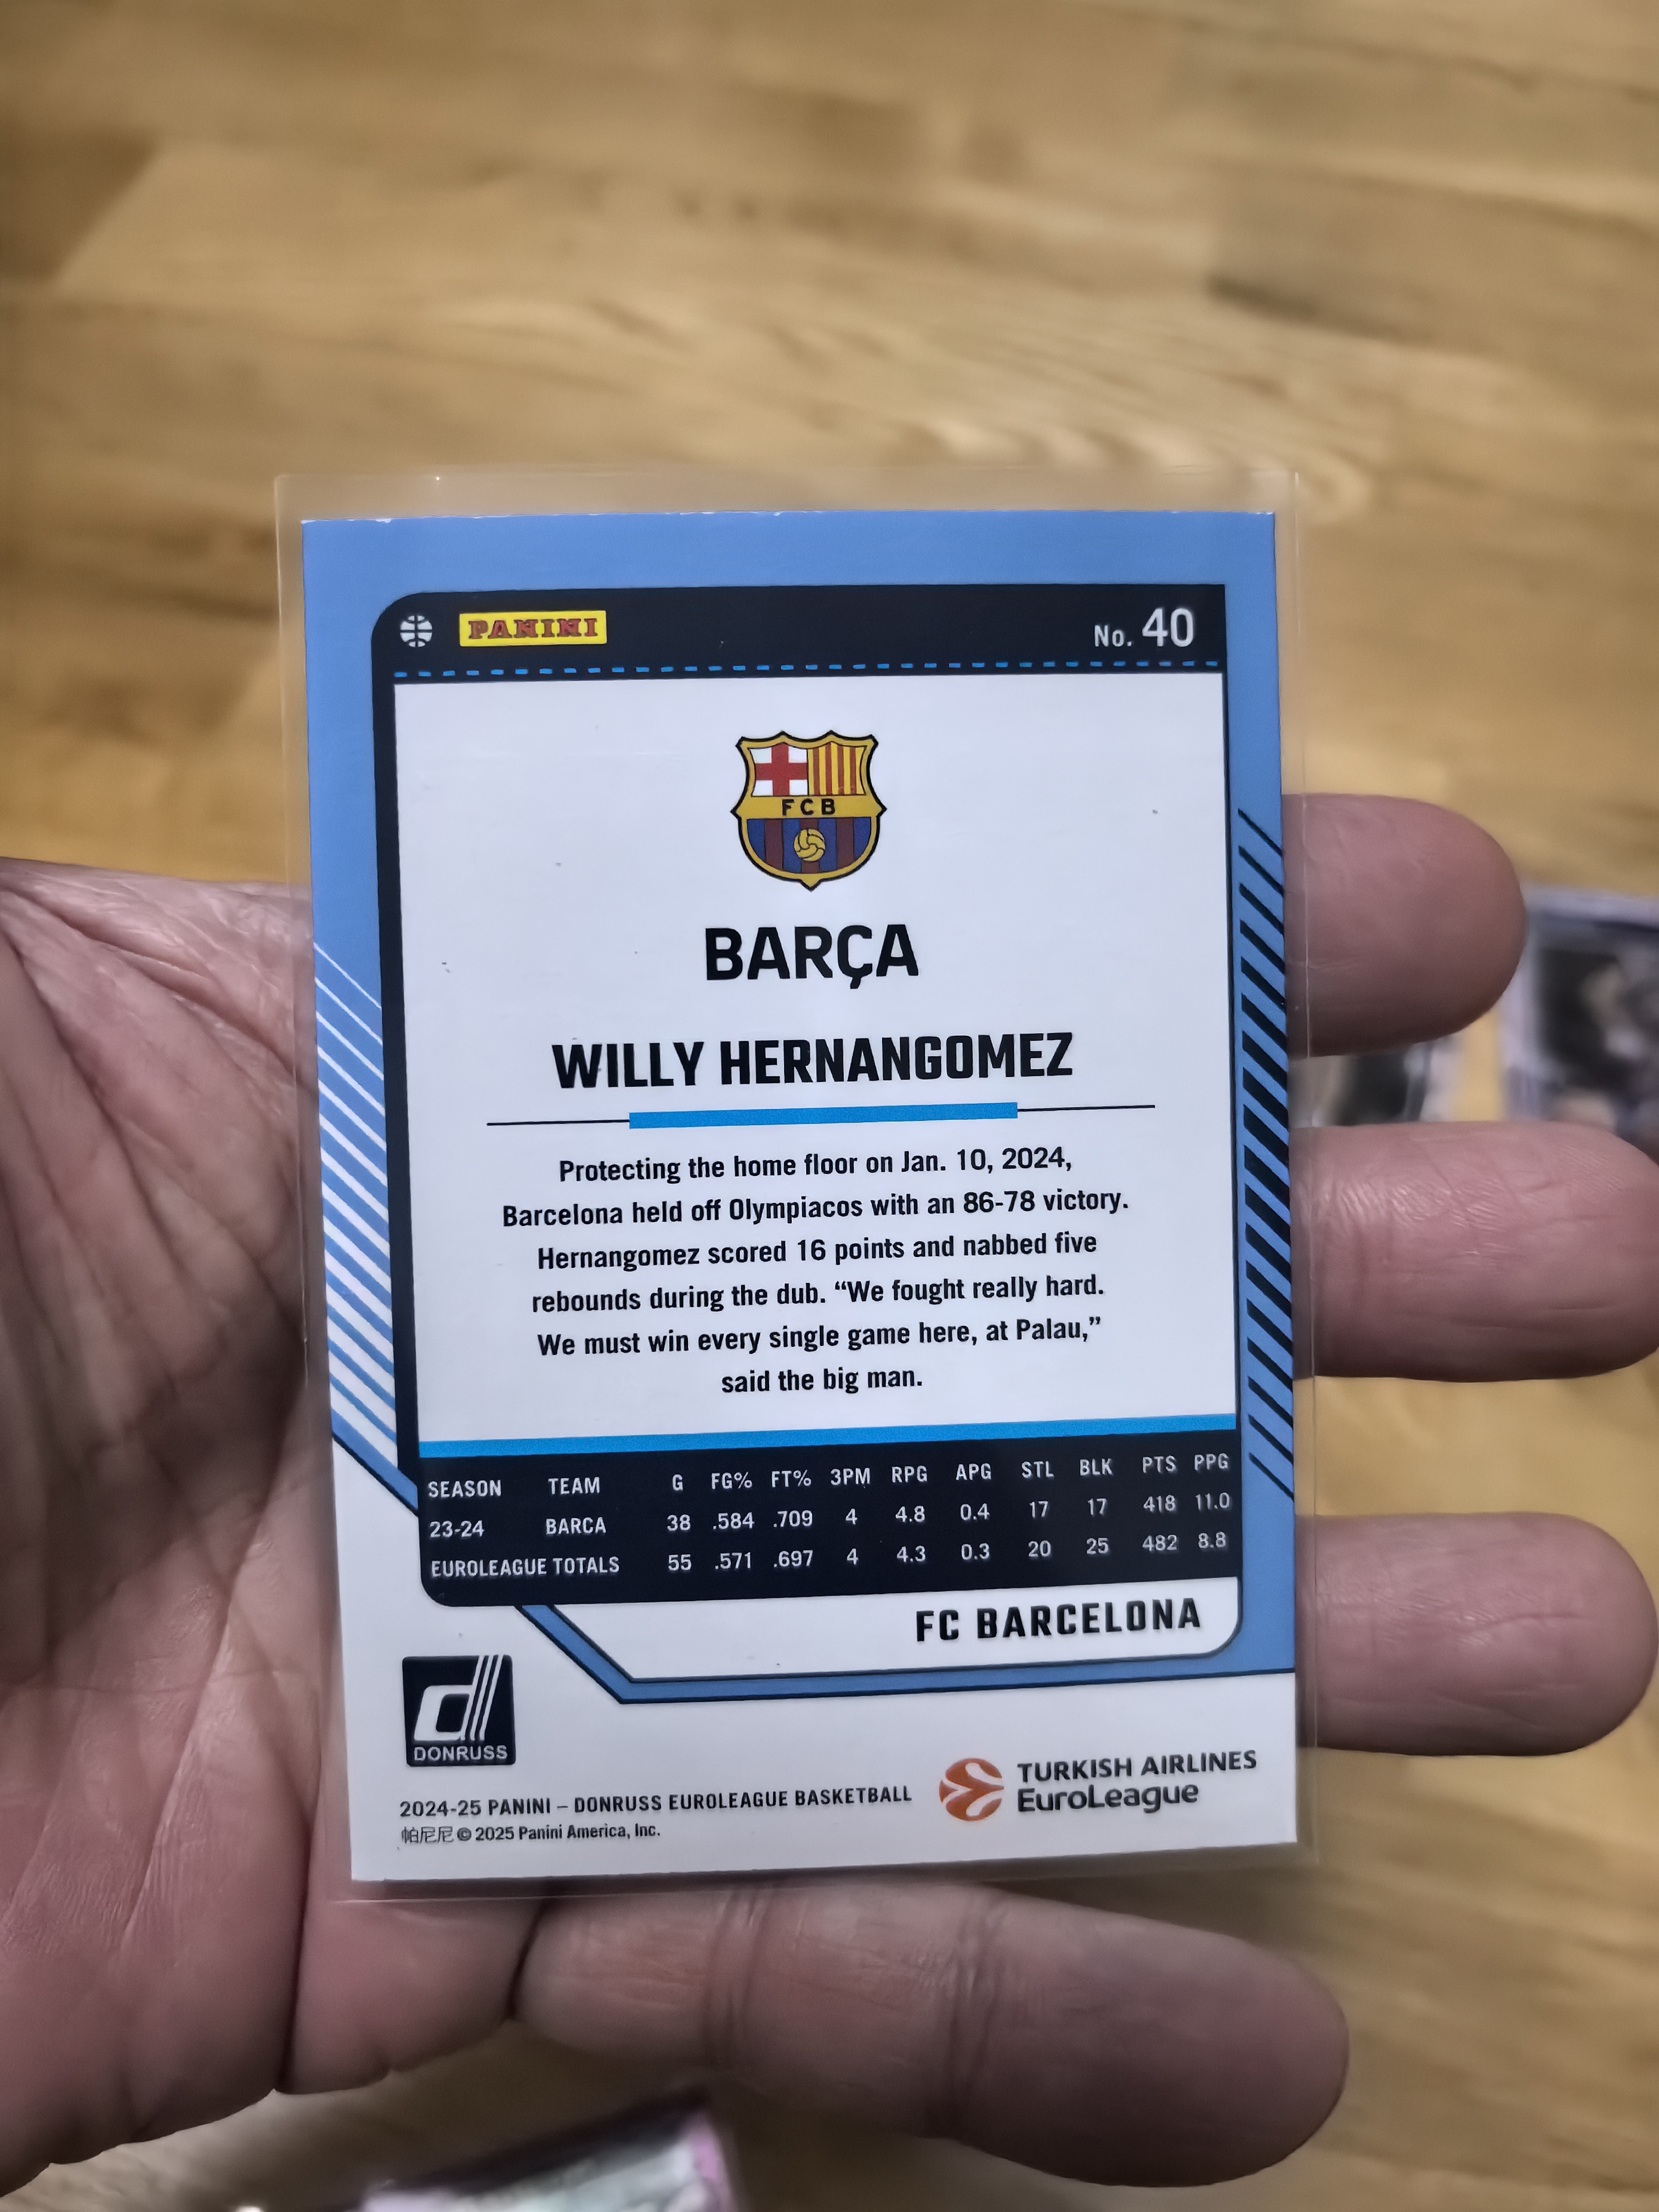 PANINI
No. 40
FCB
BARÇA
WILLY HERNANGOMEZ
Protecting the home floor on Jan. 10, 2024,
Barcelona held off Olympiacos with an 86-78 victory.
Hernangomez scored 16 points and nabbed five
rebounds during the dub. “We fought really hard.
We must win every single game here, at Palau,”
said the big man.
SEASON TEAM G FG% FT% 3PM RPG APG STL BLK PTS PPG
23-24 BARCA 38 .584 .709 4 4.8 0.4 17 17 418 11.0
EUROLEAGUE TOTALS 55 .571 .697 4 4.3 0.3 20 25 482 8.8
FC BARCELONA
d
DONRUSS
2024-25 PANINI – DONRUSS EUROLEAGUE BASKETBALL
帕尼尼 © 2025 Panini America, Inc.
TURKISH AIRLINES
EuroLeague